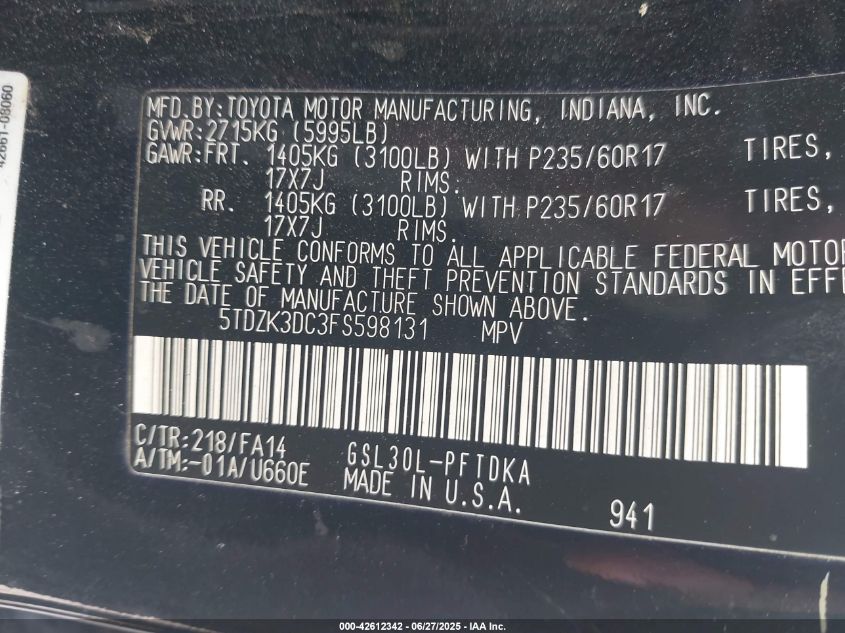 42661-08060
MFD.BY:TOYOTA MOTOR MANUFACTURING, INDIANA, INC.
GVWR:2715KG (5995LB)
GAWR:FRT. 1405KG (3100LB) WITH P235/60R17 TIRES,
17X7J RIMS.
RR. 1405KG (3100LB) WITH P235/60R17 TIRES,
17X7J RIMS.
THIS VEHICLE CONFORMS TO ALL APPLICABLE FEDERAL MOTOR
VEHICLE SAFETY AND THEFT PREVENTION STANDARDS IN EFFE
THE DATE OF MANUFACTURE SHOWN ABOVE.
5TDZK3DC3FS598131 MPV
C/TR:218/FA14 GSL30L-PFTDKA
A/TM:-01A/U660E MADE IN U.S.A.
941
000-42612342 / 06/27/2025 - IAA Inc.